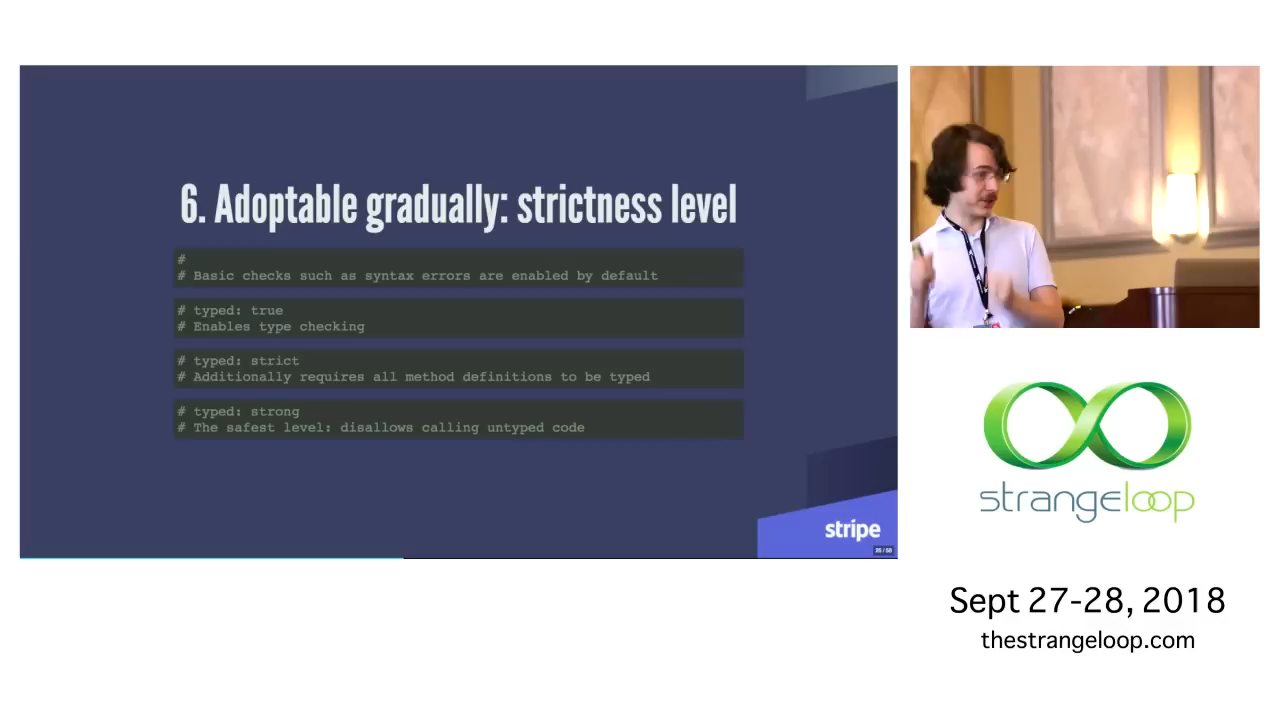 6. Adoptable gradually: strictness level
#
# Basic checks such as syntax errors are enabled by default
# typed: true
# Enables type checking
# typed: strict
# Additionally requires all method definitions to be typed
# typed: strong
# The safest level: disallows calling untyped code
stripe
strangeloop
Sept 27-28, 2018
thestrangeloop.com